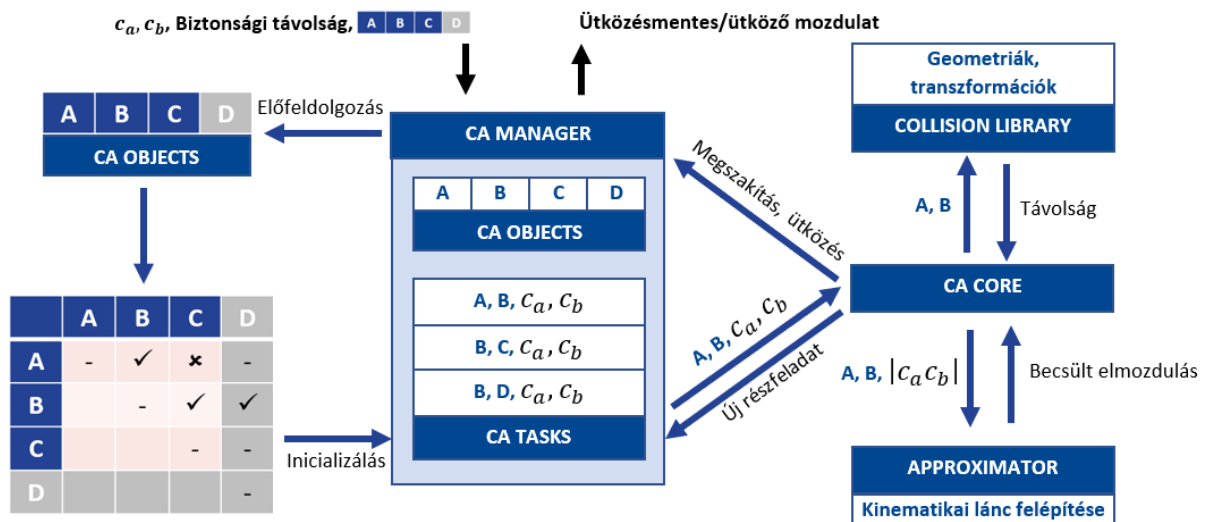 c_a, c_b, Biztonsági távolság, A B C D
Ütközésmentes/ütköző mozdulat
A B C D
CA OBJECTS
Előfeldolgozás
CA MANAGER
A B C D
CA OBJECTS
A, B, c_a, c_b
B, C, c_a, c_b
B, D, c_a, c_b
CA TASKS
A B C D
A - ✓ × -
B - ✓ ✓
C - -
D -
Inicializálás
Megszakítás, ütközés
A, B, c_a, c_b
Új részfeladat
Geometriák,
transzformációk
COLLISION LIBRARY
A, B
Távolság
CA CORE
A, B, |c_a c_b|
Becsült elmozdulás
APPROXIMATOR
Kinematikai lánc felépítése